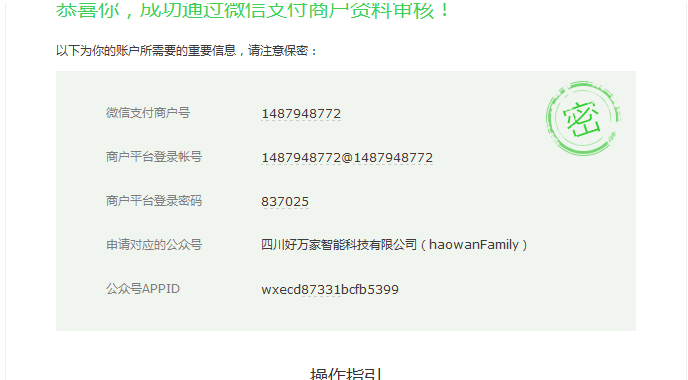 恭喜你，成功通过微信支付商户资料审核！
以下为你的账户所需要的重要信息，请注意保密：
微信支付商户号 1487948772
商户平台登录帐号 1487948772@1487948772
商户平台登录密码 837025
申请对应的公众号 四川好万家智能科技有限公司（haowanFamily）
公众号APPID wxecd87331bcfb5399
密
操作指引